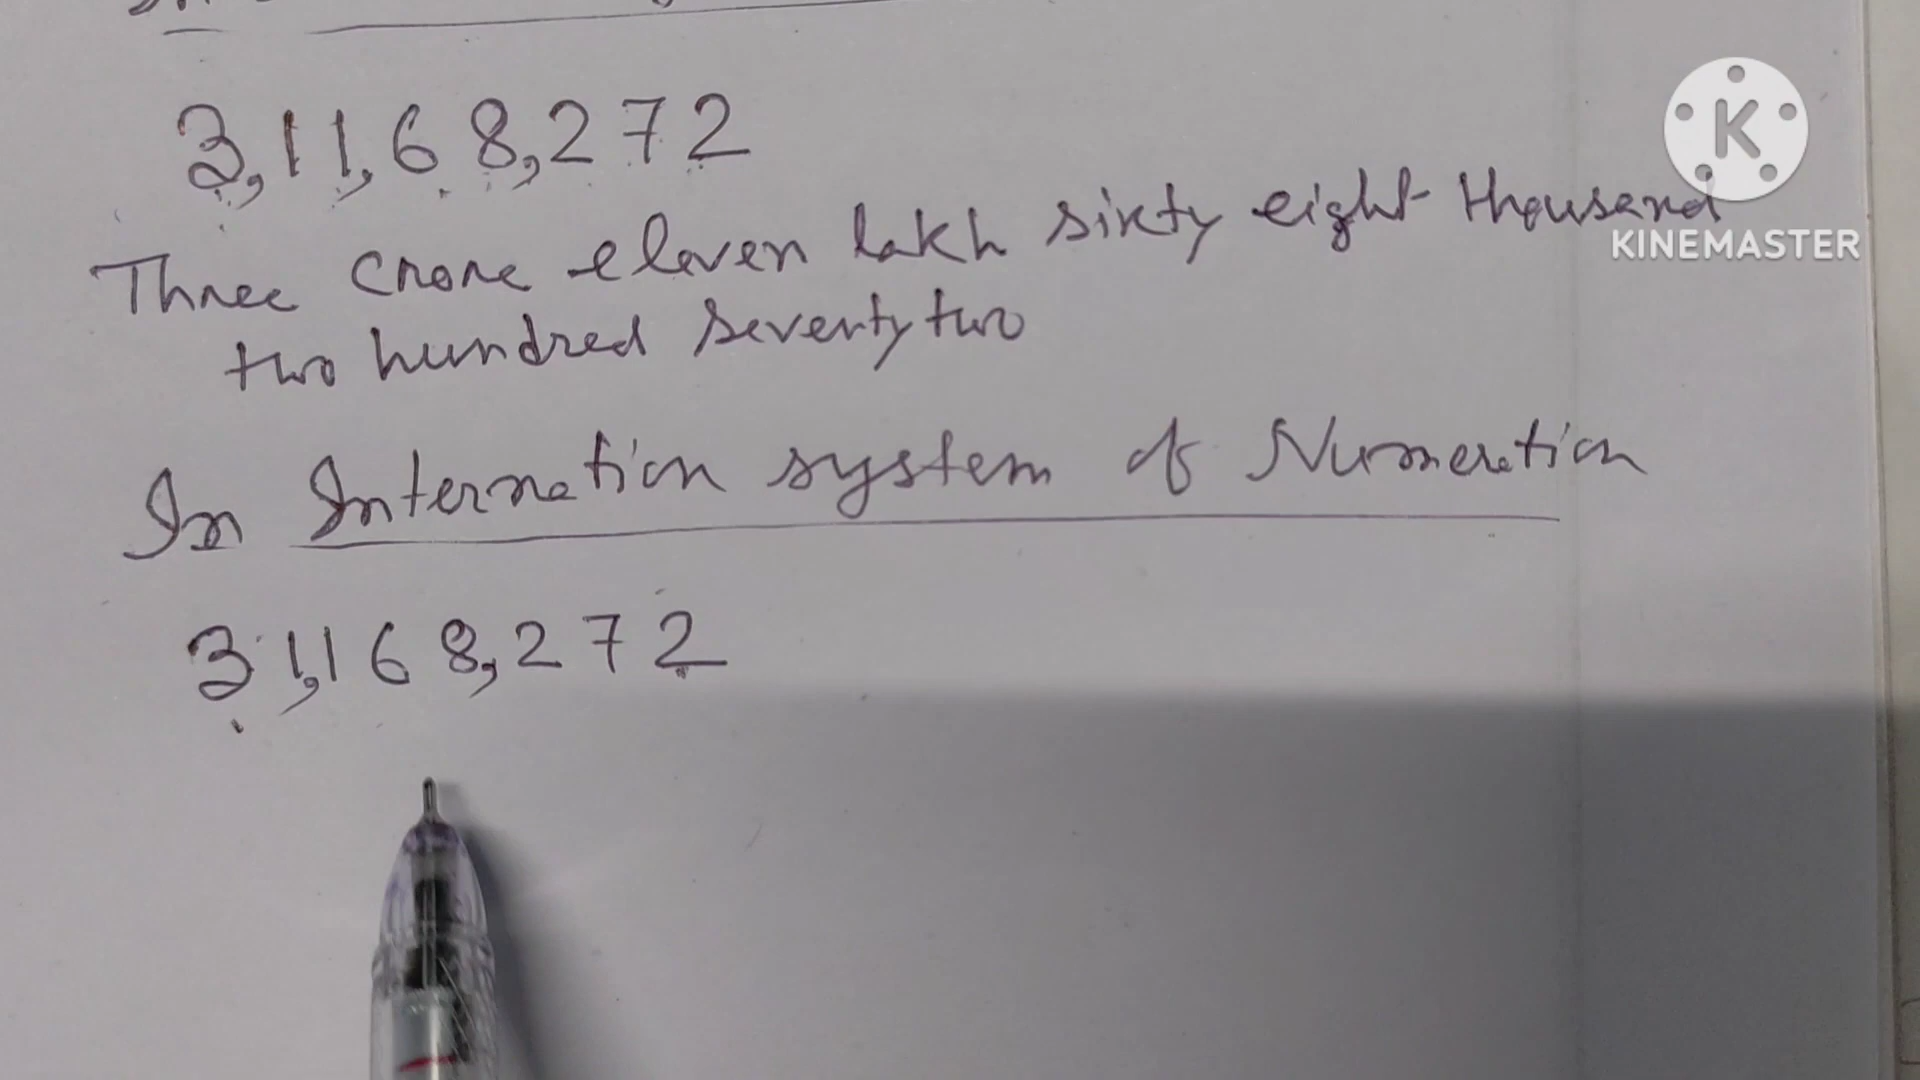 3,11,68,272
Three crore eleven lakh sixty eight thousand
two hundred seventy two
In Internation system of Numeration
31,168,272
K
KINEMASTER